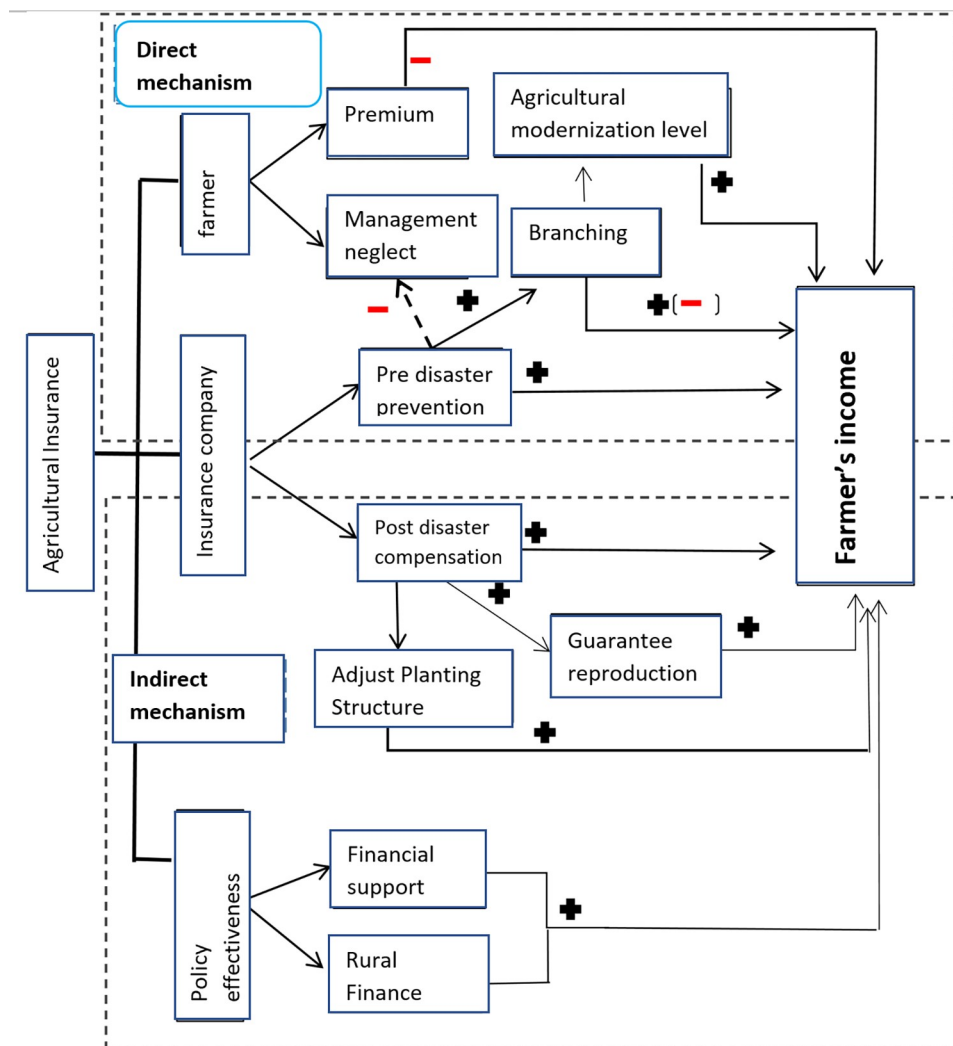 Direct
mechanism
Premium
Agricultural
modernization level
farmer
Management
neglect
Branching
+(-)
Pre disaster
prevention
Agricultural Insurance
Insurance company
Farmer's income
Post disaster
compensation
Guarantee
reproduction
Indirect
mechanism
Adjust Planting
Structure
Policy
effectiveness
Financial
support
Rural
Finance